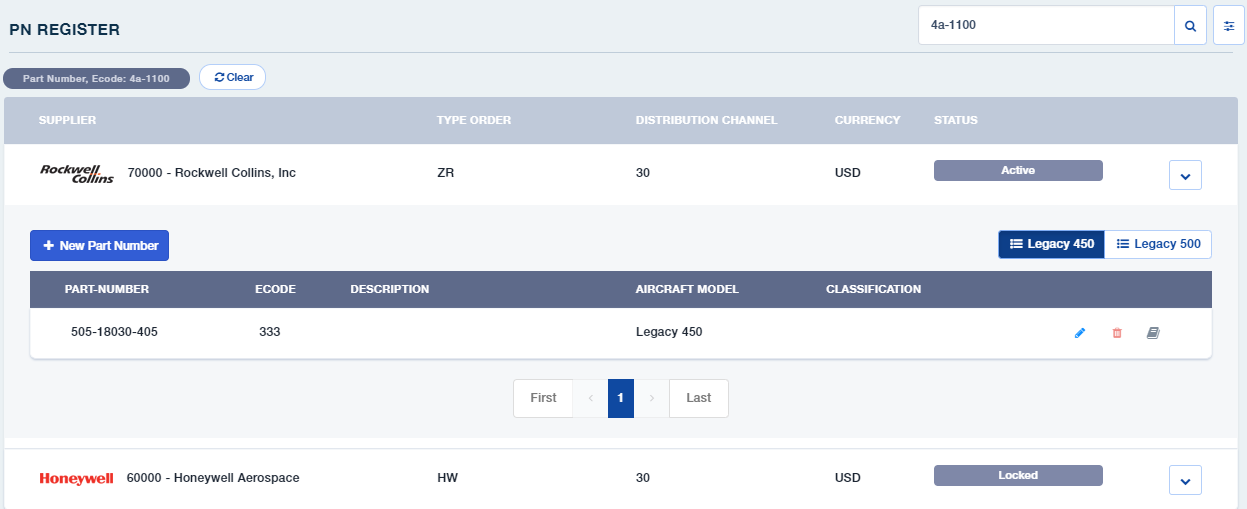 PN REGISTER
4a-1100
Part Number, Ecode: 4a-1100
Clear
SUPPLIER TYPE ORDER DISTRIBUTION CHANNEL CURRENCY STATUS
Rockwell Collins 70000 - Rockwell Collins, Inc ZR 30 USD Active
New Part Number Legacy 450 Legacy 500
PART-NUMBER ECODE DESCRIPTION AIRCRAFT MODEL CLASSIFICATION
505-18030-405 333 Legacy 450
First ‹ 1 › Last
Honeywell 60000 - Honeywell Aerospace HW 30 USD Locked